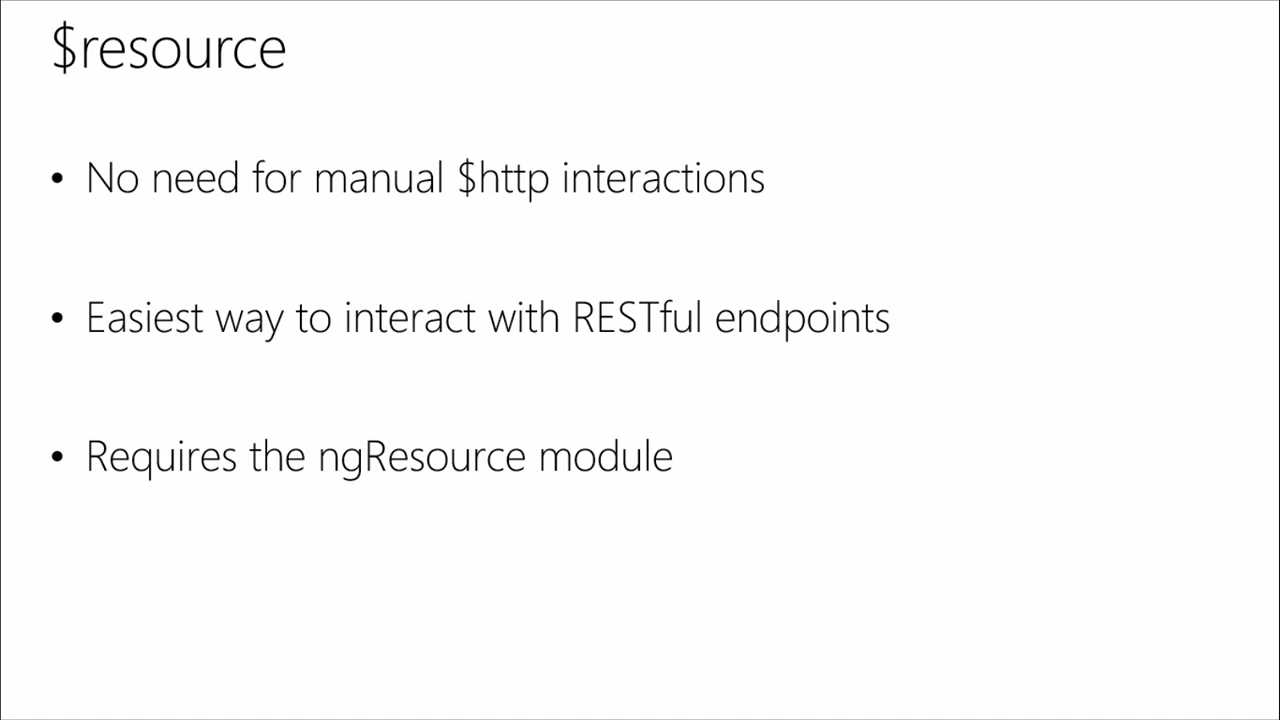 $resource
• No need for manual $http interactions
• Easiest way to interact with RESTful endpoints
• Requires the ngResource module